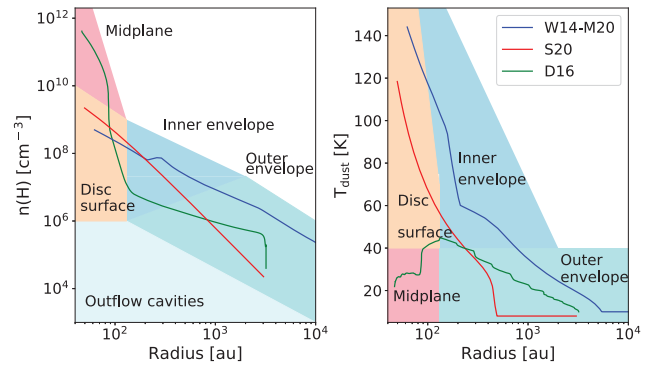 10¹²
10¹⁰
10⁸
10⁶
10⁴
n(H) [cm⁻³]
Midplane
Inner envelope
Outer
envelope
Disc
surface
Outflow cavities
10²
10³
10⁴
Radius [au]
140
120
100
80
60
40
20
T_dust [K]
W14-M20
S20
D16
Inner
envelope
Disc
surface
Outer
envelope
Midplane
10²
10³
10⁴
Radius [au]